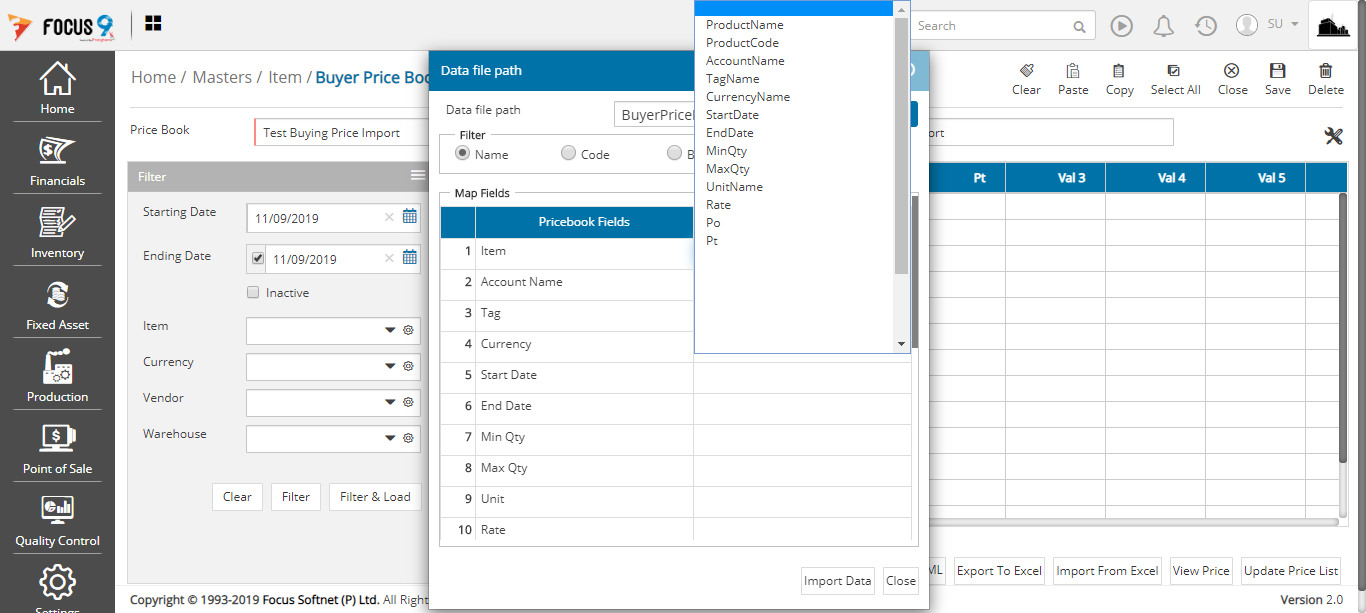 FOCUS 9
Search
SU
Home
Financials
Inventory
Fixed Asset
Production
Point of Sale
Quality Control
Settings
Home / Masters / Item / Buyer Price Boo
Clear
Paste
Copy
Select All
Close
Save
Delete
Price Book
Test Buying Price Import
ort
Filter
Starting Date
11/09/2019
Ending Date
11/09/2019
Inactive
Item
Currency
Vendor
Warehouse
Clear
Filter
Filter & Load
Data file path
Data file path
BuyerPrice
Filter
Name
Code
B
Map Fields
Pricebook Fields
1 Item
2 Account Name
3 Tag
4 Currency
5 Start Date
6 End Date
7 Min Qty
8 Max Qty
9 Unit
10 Rate
Import Data
Close
ProductName
ProductCode
AccountName
TagName
CurrencyName
StartDate
EndDate
MinQty
MaxQty
UnitName
Rate
Po
Pt
Pt
Val 3
Val 4
Val 5
ML
Export To Excel
Import From Excel
View Price
Update Price List
Copyright © 1993-2019 Focus Softnet (P) Ltd. All Right
Version 2.0